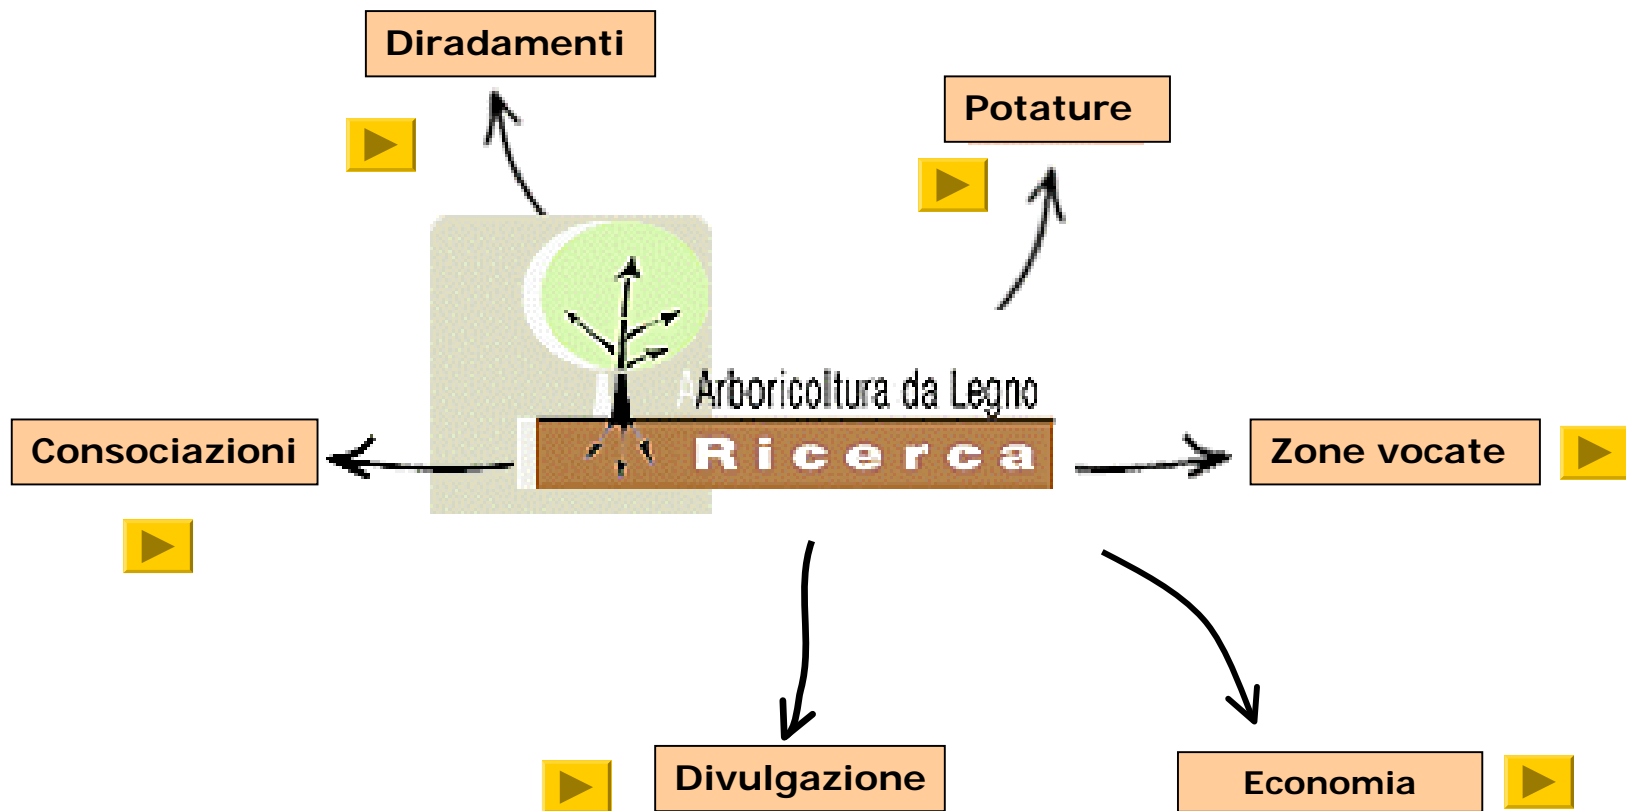 Diradamenti
Potature
Arboricoltura da Legno
Ricerca
Consociazioni
Zone vocate
Divulgazione
Economia